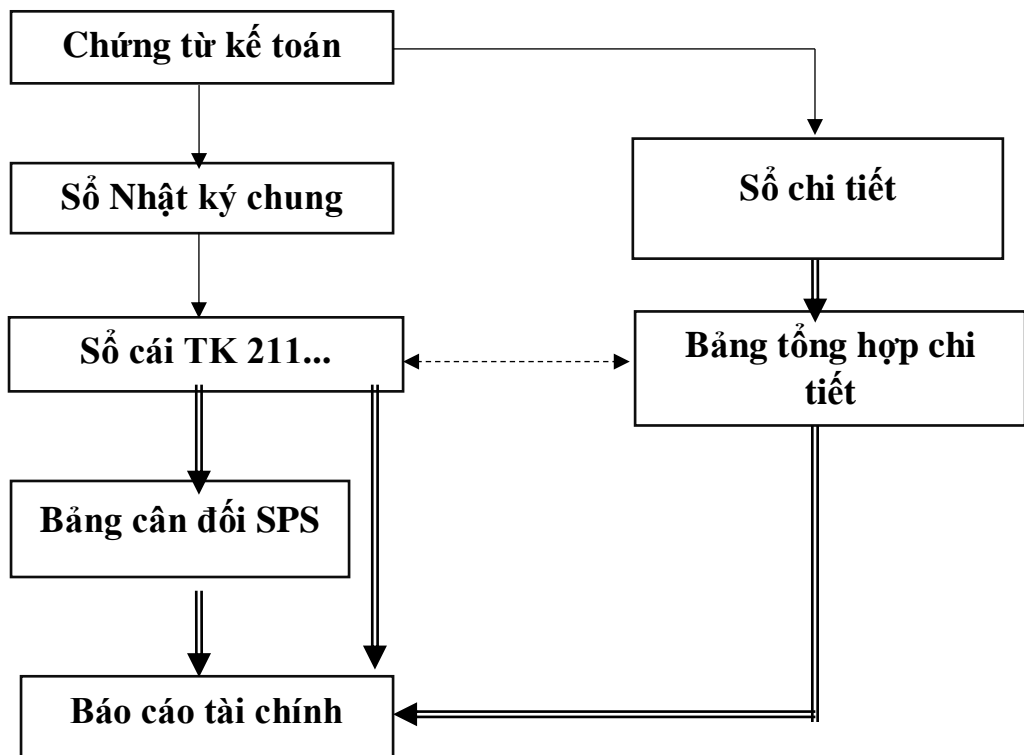 Chứng từ kế toán
Sổ Nhật ký chung
Sổ chi tiết
Sổ cái TK 211...
Bảng tổng hợp chi
tiết
Bảng cân đối SPS
Báo cáo tài chính